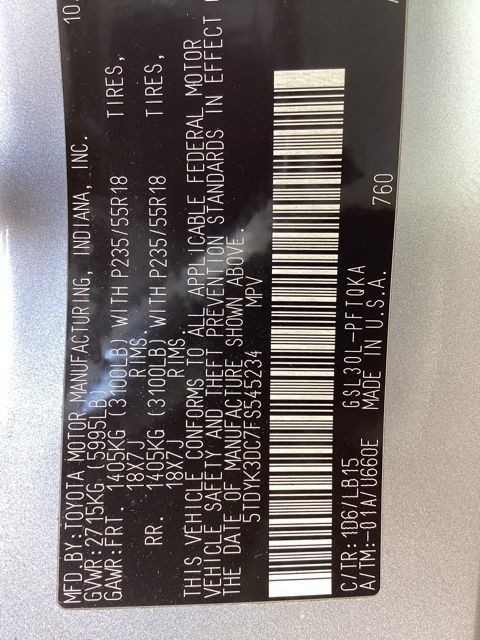 MFD.BY:TOYOTA MOTOR MANUFACTURING, INDIANA, INC. 10
GVWR:2715KG (5995LB)
GAWR:FRT. 1405KG (3100LB) WITH P235/55R18 TIRES,
18X7J RIMS.
RR. 1405KG (3100LB) WITH P235/55R18 TIRES,
18X7J RIMS.
THIS VEHICLE CONFORMS TO ALL APPLICABLE FEDERAL MOTOR
VEHICLE SAFETY AND THEFT PREVENTION STANDARDS IN EFFECT
THE DATE OF MANUFACTURE SHOWN ABOVE.
5TDYK3DC7FS545234 MPV
760
C/TR:1D6/LB15 GSL30L-PFTQKA
A/TM:-01A/U660E MADE IN U.S.A.